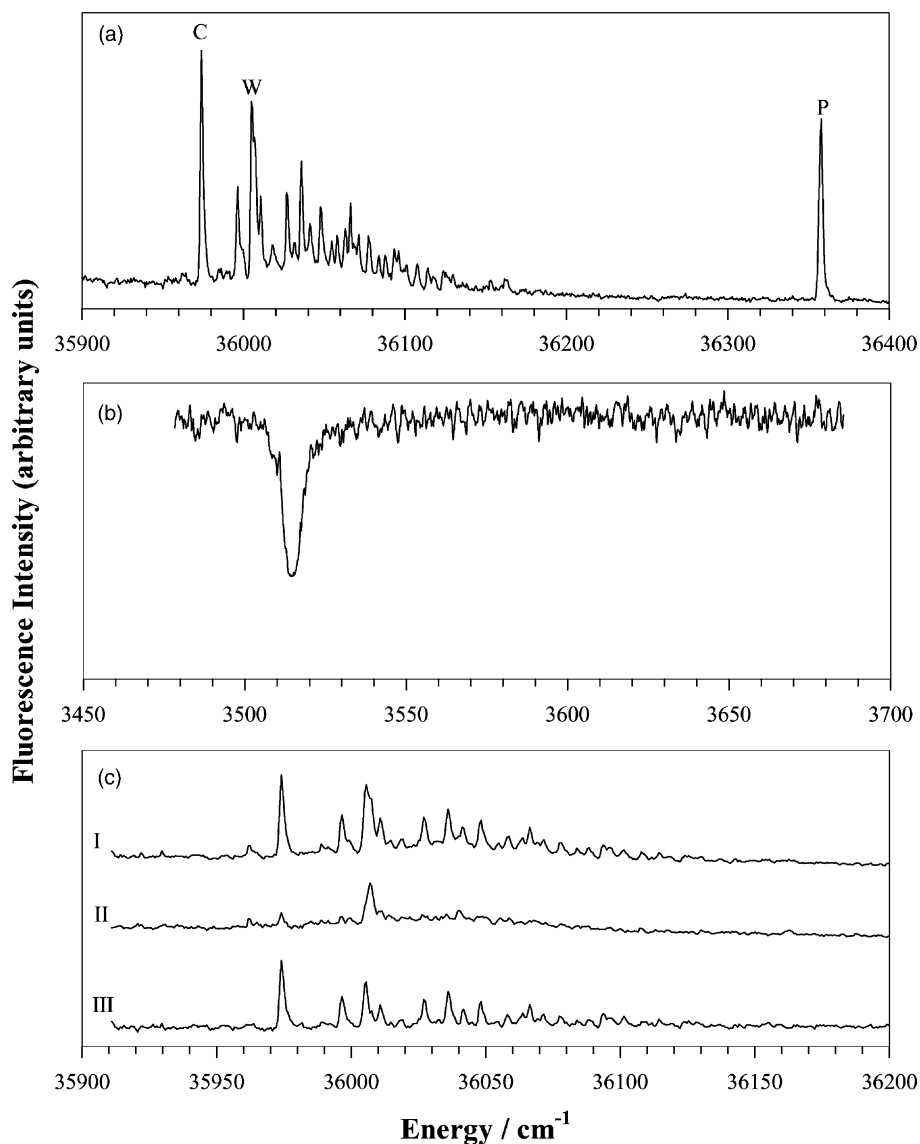 (a)
C
W
P
35900 36000 36100 36200 36300 36400
(b)
3450 3500 3550 3600 3650 3700
(c)
I
II
III
35900 35950 36000 36050 36100 36150 36200
Fluorescence Intensity (arbitrary units)
Energy / cm⁻¹